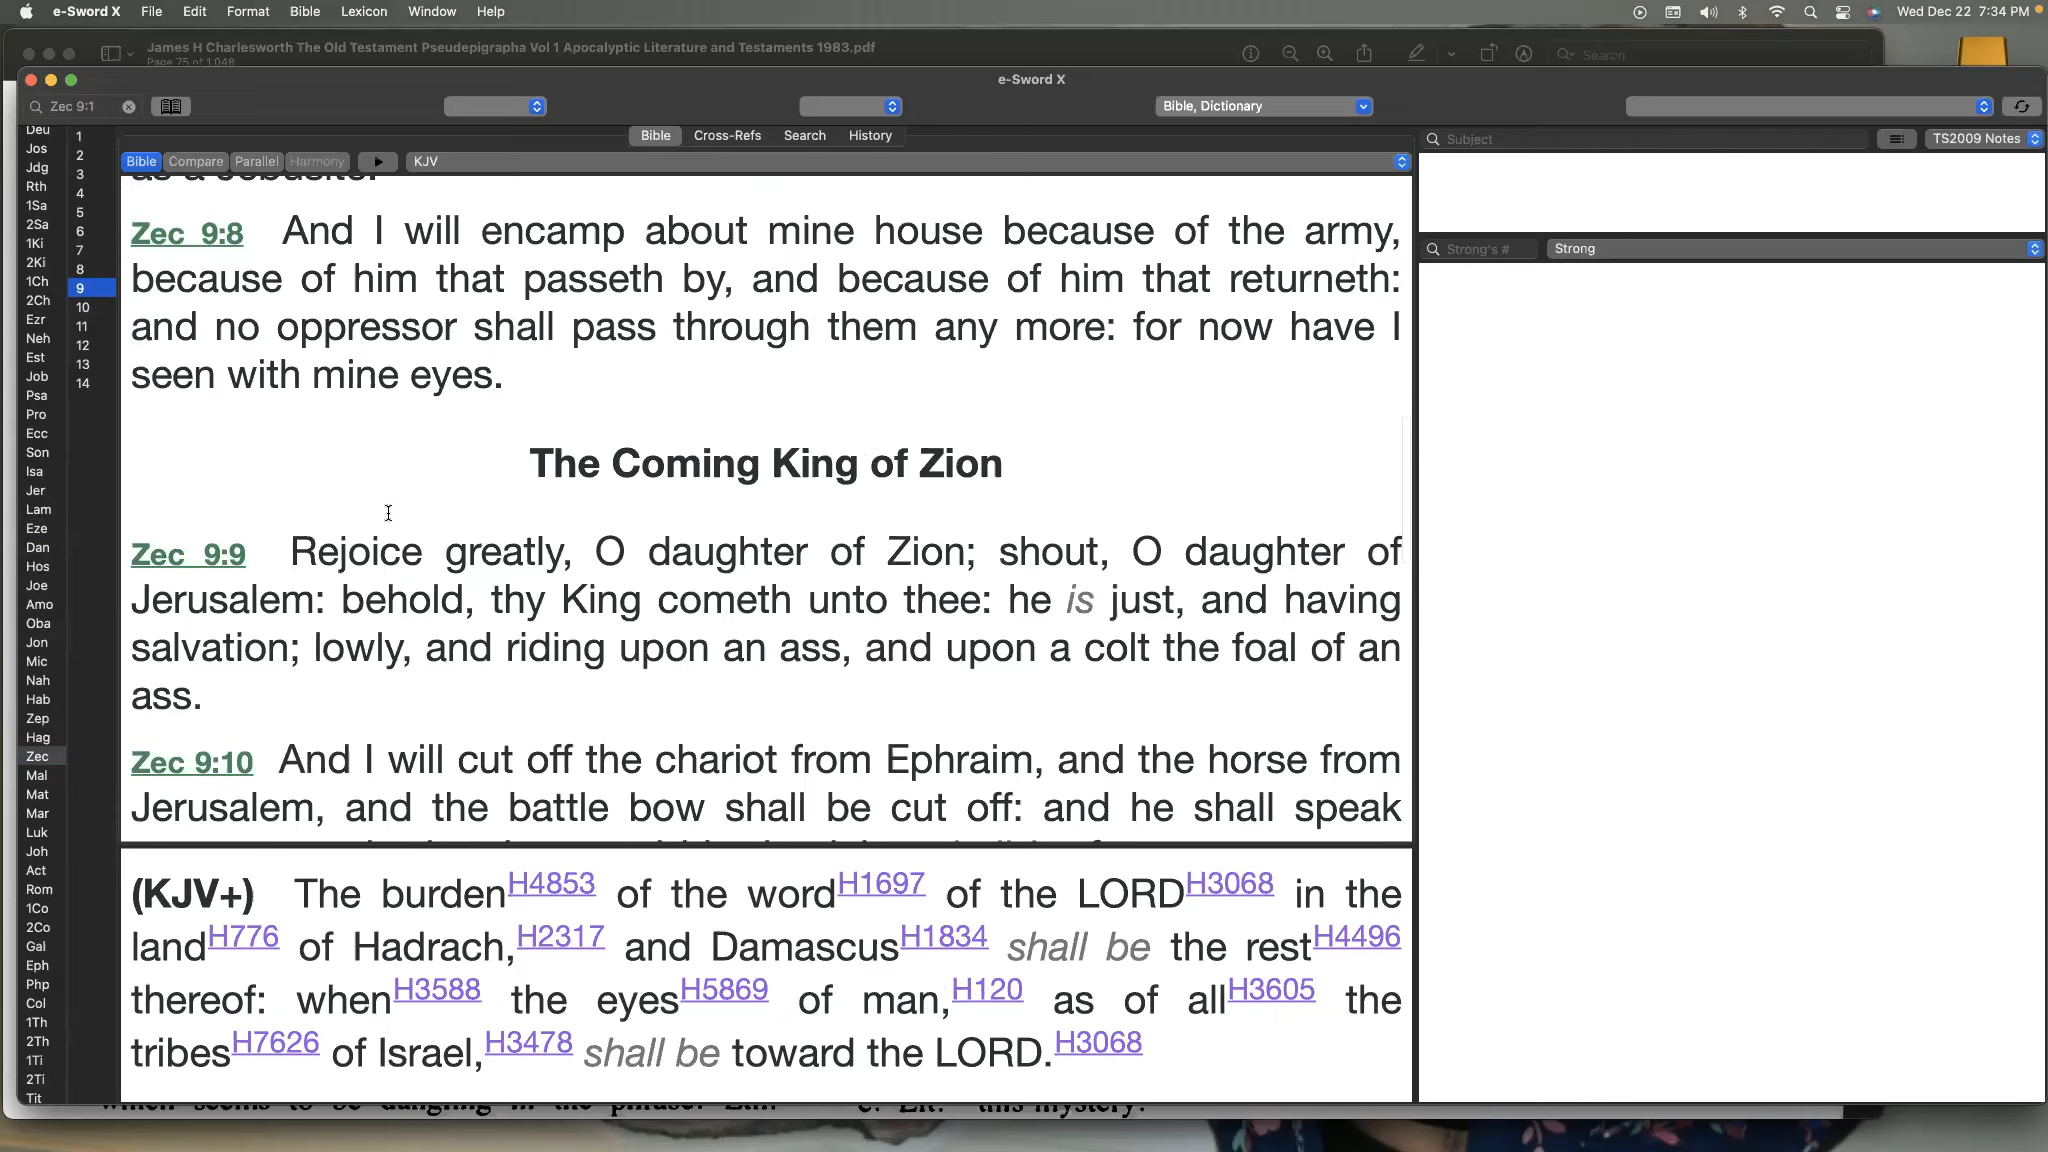 e-Sword X File Edit Format Bible Lexicon Window Help Wed Dec 22 7:34 PM
James H Charlesworth The Old Testament Pseudepigrapha Vol 1 Apocalyptic Literature and Testaments 1983.pdf
Page 75 of 1,048
Search
e-Sword X
Zec 9:1
Bible, Dictionary
Bible Cross-Refs Search History
Bible Compare Parallel Harmony KJV
Subject
TS2009 Notes
Strong's #
Strong
Deu
Jos
Jdg
Rth
1Sa
2Sa
1Ki
2Ki
1Ch
2Ch
Ezr
Neh
Est
Job
Psa
Pro
Ecc
Son
Isa
Jer
Lam
Eze
Dan
Hos
Joe
Amo
Oba
Jon
Mic
Nah
Hab
Zep
Hag
Zec
Mal
Mat
Mar
Luk
Joh
Act
Rom
1Co
2Co
Gal
Eph
Php
Col
1Th
2Th
1Ti
2Ti
Tit
1
2
3
4
5
6
7
8
9
10
11
12
13
14
as a Jebusite.
Zec 9:8 And I will encamp about mine house because of the army,
because of him that passeth by, and because of him that returneth:
and no oppressor shall pass through them any more: for now have I
seen with mine eyes.
The Coming King of Zion
Zec 9:9 Rejoice greatly, O daughter of Zion; shout, O daughter of
Jerusalem: behold, thy King cometh unto thee: he is just, and having
salvation; lowly, and riding upon an ass, and upon a colt the foal of an
ass.
Zec 9:10 And I will cut off the chariot from Ephraim, and the horse from
Jerusalem, and the battle bow shall be cut off: and he shall speak
(KJV+) The burdenH4853 of the wordH1697 of the LORDH3068 in the
landH776 of Hadrach,H2317 and DamascusH1834 shall be the restH4496
thereof: whenH3588 the eyesH5869 of man,H120 as of allH3605 the
tribesH7626 of Israel,H3478 shall be toward the LORD.H3068